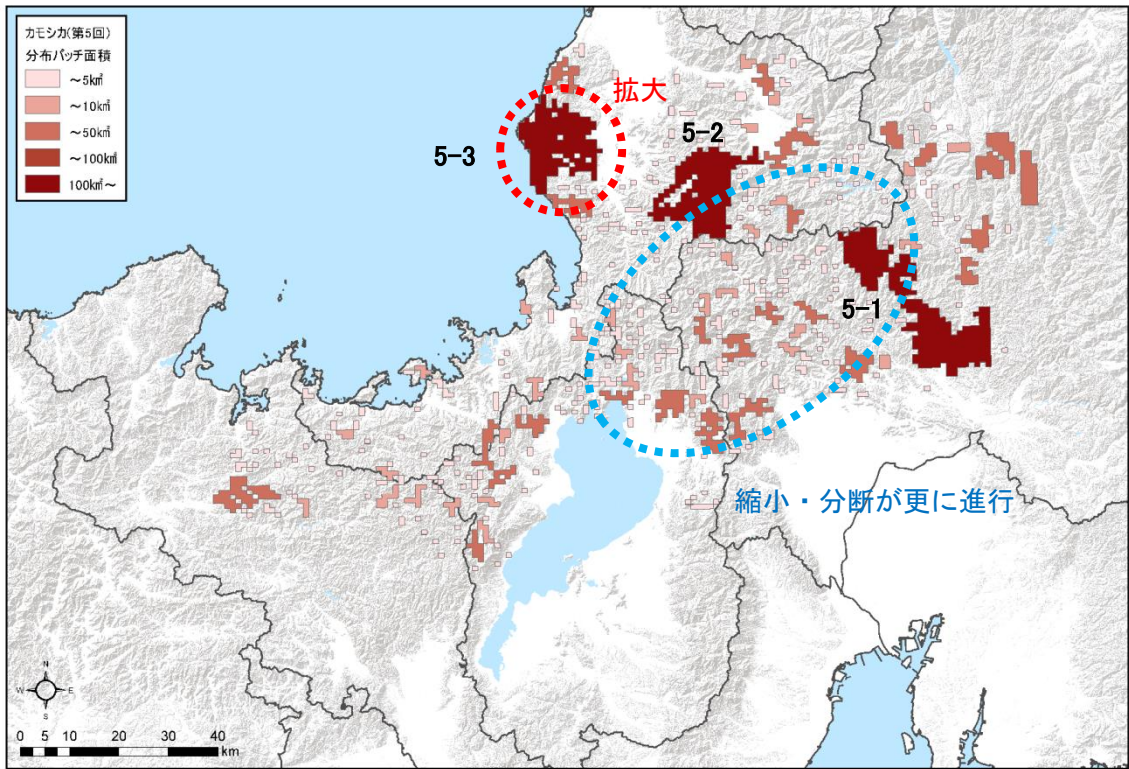 カモシカ(第5回)
分布パッチ面積
～5k㎡
～10k㎡
～50k㎡
～100k㎡
100k㎡～
拡大
5-3
5-2
5-1
縮小・分断が更に進行
N
W E
S
0 5 10 20 30 40
km